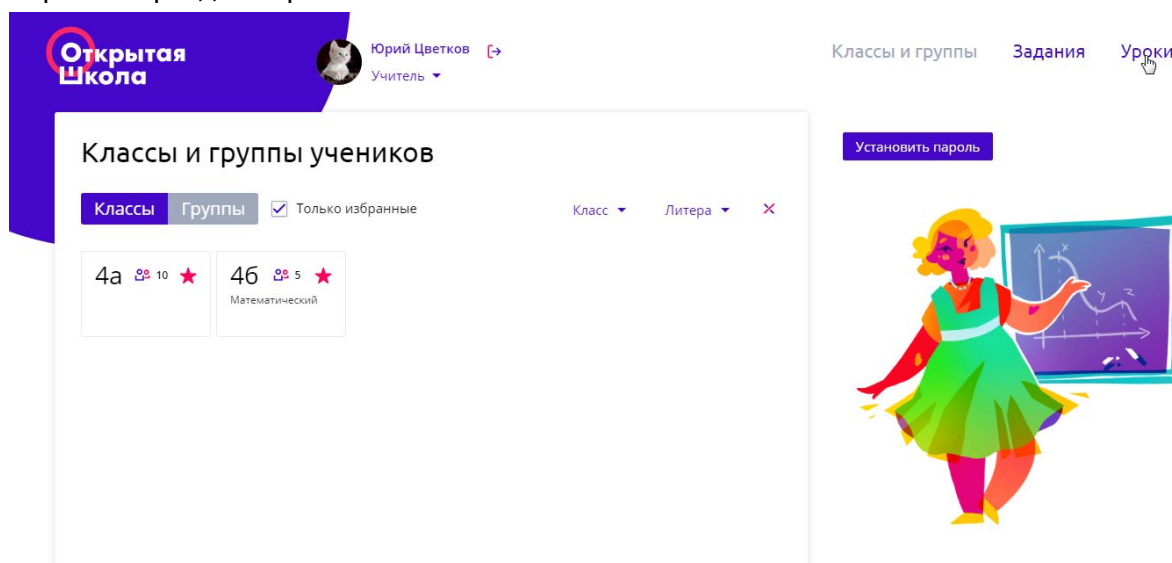 Открытая
Школа
Юрий Цветков
Учитель
Классы и группы
Задания
Уроки
Классы и группы учеников
Классы
Группы
Только избранные
Класс
Литера
Установить пароль
4а 10
4б 5
Математический
x
y
z